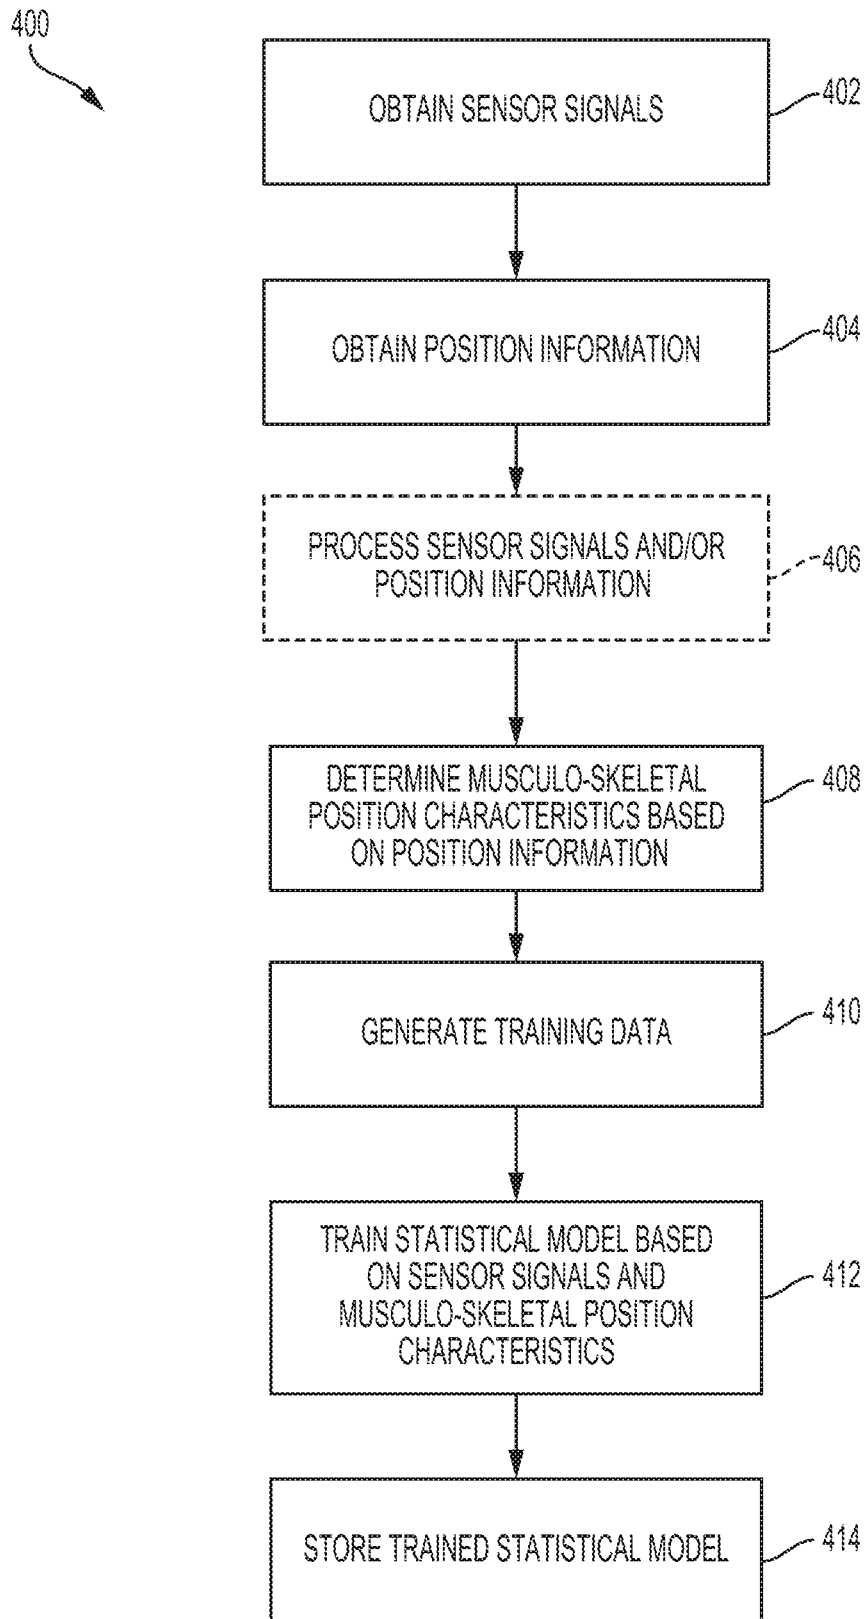 400
OBTAIN SENSOR SIGNALS
402
OBTAIN POSITION INFORMATION
404
PROCESS SENSOR SIGNALS AND/OR
POSITION INFORMATION
406
DETERMINE MUSCULO-SKELETAL
POSITION CHARACTERISTICS BASED
ON POSITION INFORMATION
408
GENERATE TRAINING DATA
410
TRAIN STATISTICAL MODEL BASED
ON SENSOR SIGNALS AND
MUSCULO-SKELETAL POSITION
CHARACTERISTICS
412
STORE TRAINED STATISTICAL MODEL
414